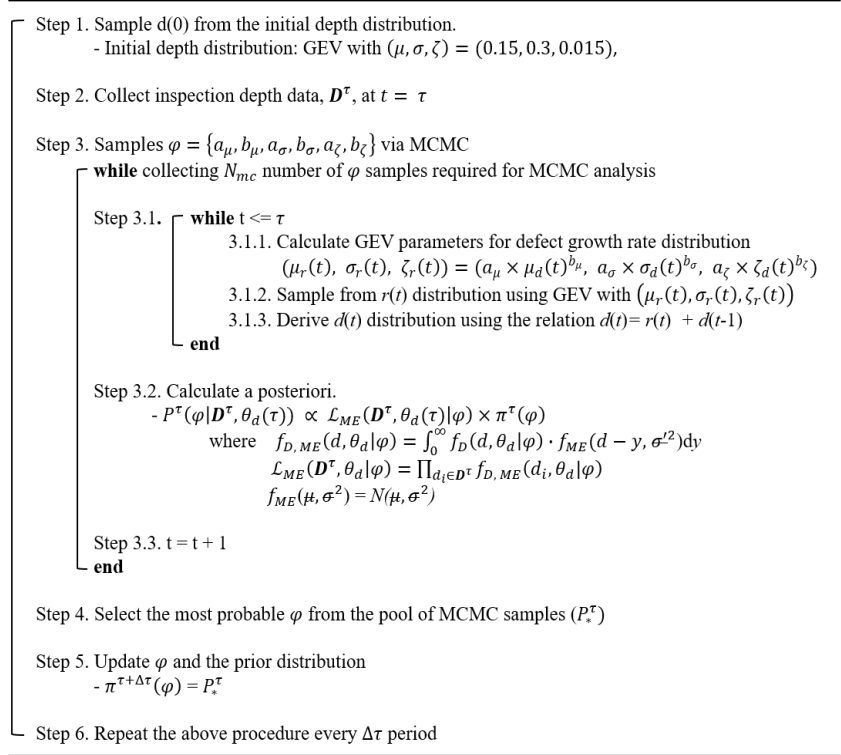 Step 1. Sample d(0) from the initial depth distribution.
- Initial depth distribution: GEV with (μ, σ, ζ) = (0.15, 0.3, 0.015),
Step 2. Collect inspection depth data, 𝑫^τ, at t = τ
Step 3. Samples φ = {a_μ, b_μ, a_σ, b_σ, a_ζ, b_ζ} via MCMC
while collecting N_mc number of φ samples required for MCMC analysis
Step 3.1. while t <= τ
3.1.1. Calculate GEV parameters for defect growth rate distribution
(μ_r(t), σ_r(t), ζ_r(t)) = (a_μ × μ_d(t)^{b_μ}, a_σ × σ_d(t)^{b_σ}, a_ζ × ζ_d(t)^{b_ζ})
3.1.2. Sample from r(t) distribution using GEV with (μ_r(t), σ_r(t), ζ_r(t))
3.1.3. Derive d(t) distribution using the relation d(t)= r(t) + d(t-1)
end
Step 3.2. Calculate a posteriori.
- P^τ(φ|𝑫^τ, θ_d(τ)) ∝ ℒ_ME(𝑫^τ, θ_d(τ)|φ) × π^τ(φ)
where f_{D,ME}(d, θ_d|φ) = ∫_0^∞ f_D(d, θ_d|φ) · f_ME(d − y, σ′^2)dy
ℒ_ME(𝑫^τ, θ_d|φ) = ∏_{d_i∈𝑫^τ} f_{D,ME}(d_i, θ_d|φ)
f_ME(μ, σ^2) = N(μ, σ^2)
Step 3.3. t = t + 1
end
Step 4. Select the most probable φ from the pool of MCMC samples (P_*^τ)
Step 5. Update φ and the prior distribution
- π^{τ+Δτ}(φ) = P_*^τ
Step 6. Repeat the above procedure every Δτ period